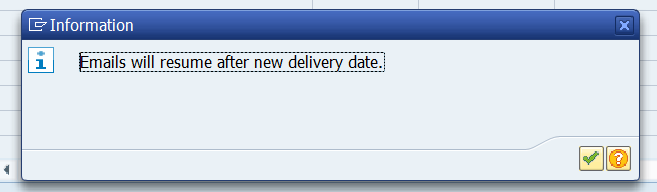 Information
Emails will resume after new delivery date.